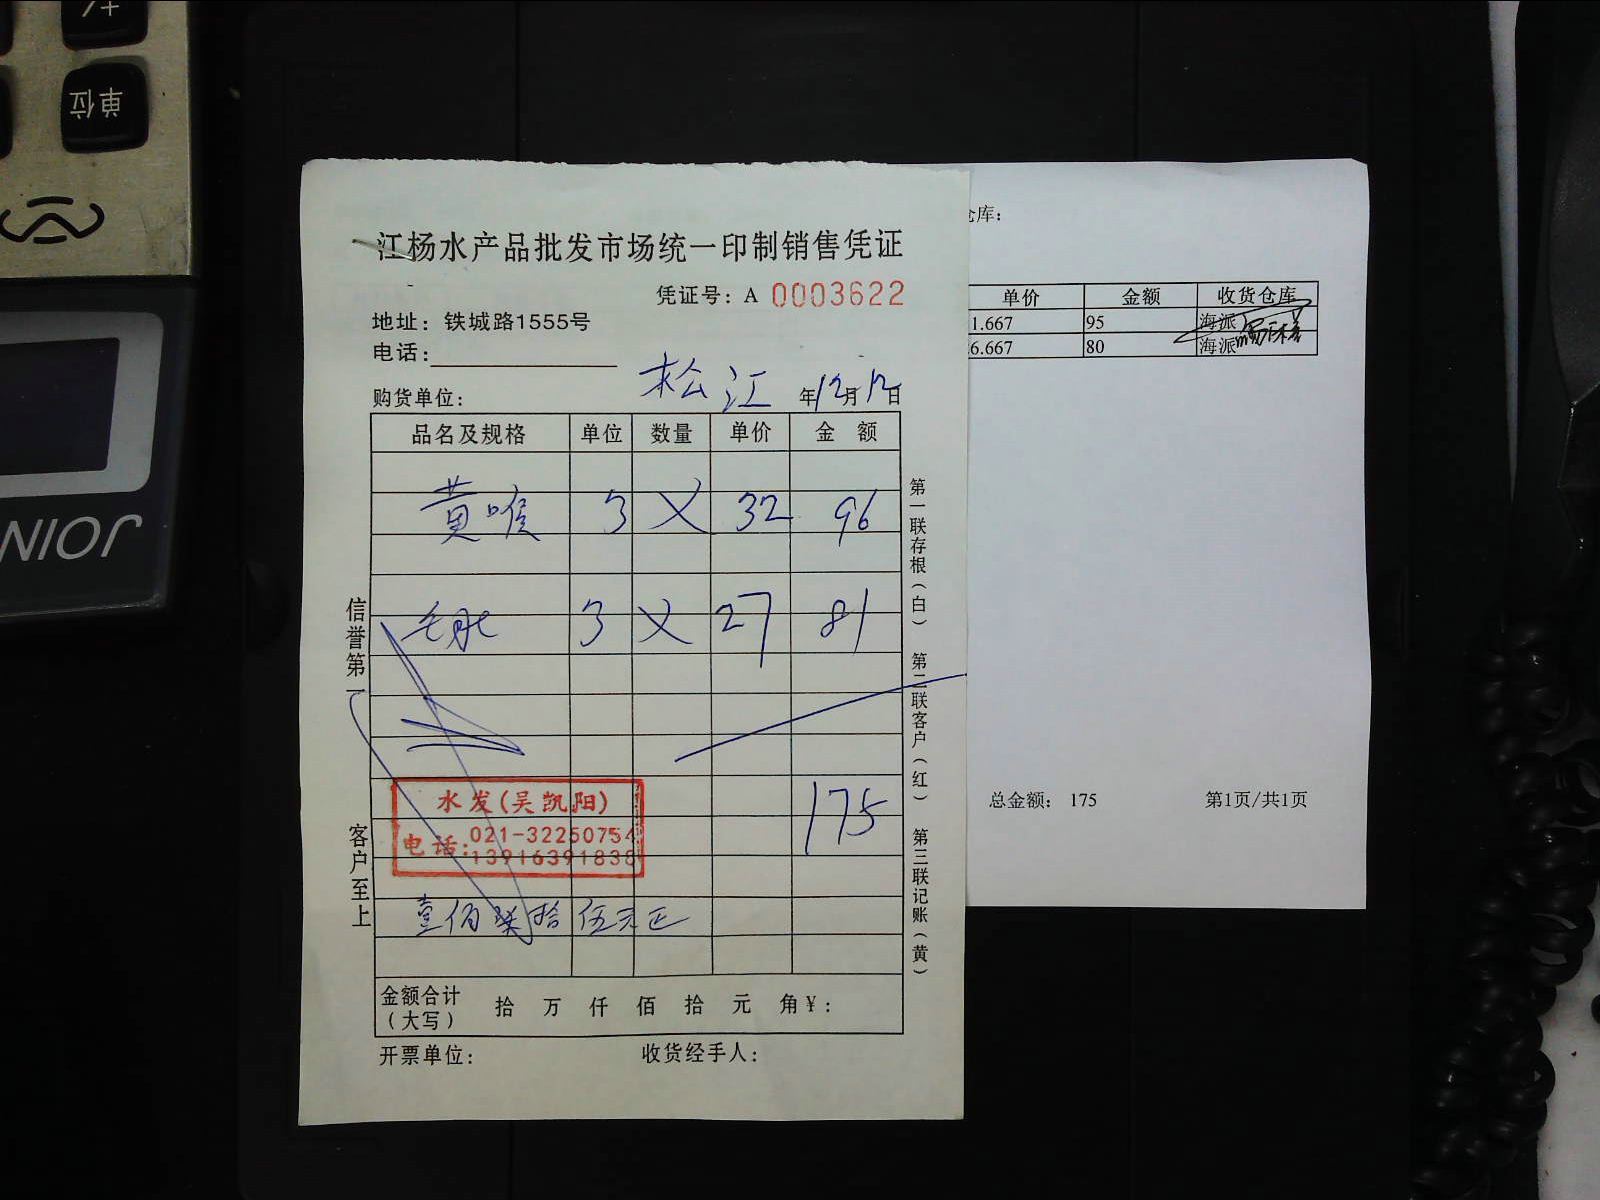 +/
单位
JOIN
江杨水产品批发市场统一印制销售凭证
凭证号：A 0003622
地址：铁城路1555号
电话：
购货单位： 松江 年12月12日
品名及规格 单位 数量 单价 金额
黄喉 3 × 32 96
毛肚 3 × 27 81
175
水发(吴凯阳)
电话:021-32250754
13916391838
壹佰柒拾伍元正
金额合计（大写） 拾 万 仟 佰 拾 元 角 ¥：
开票单位： 收货经手人：
信誉第一
客户至上
第一联存根（白） 第二联客户（红） 第三联记账（黄）
仓库：
单价 金额 收货仓库
1.667 95 海派
6.667 80 海派
总金额： 175 第1页/共1页